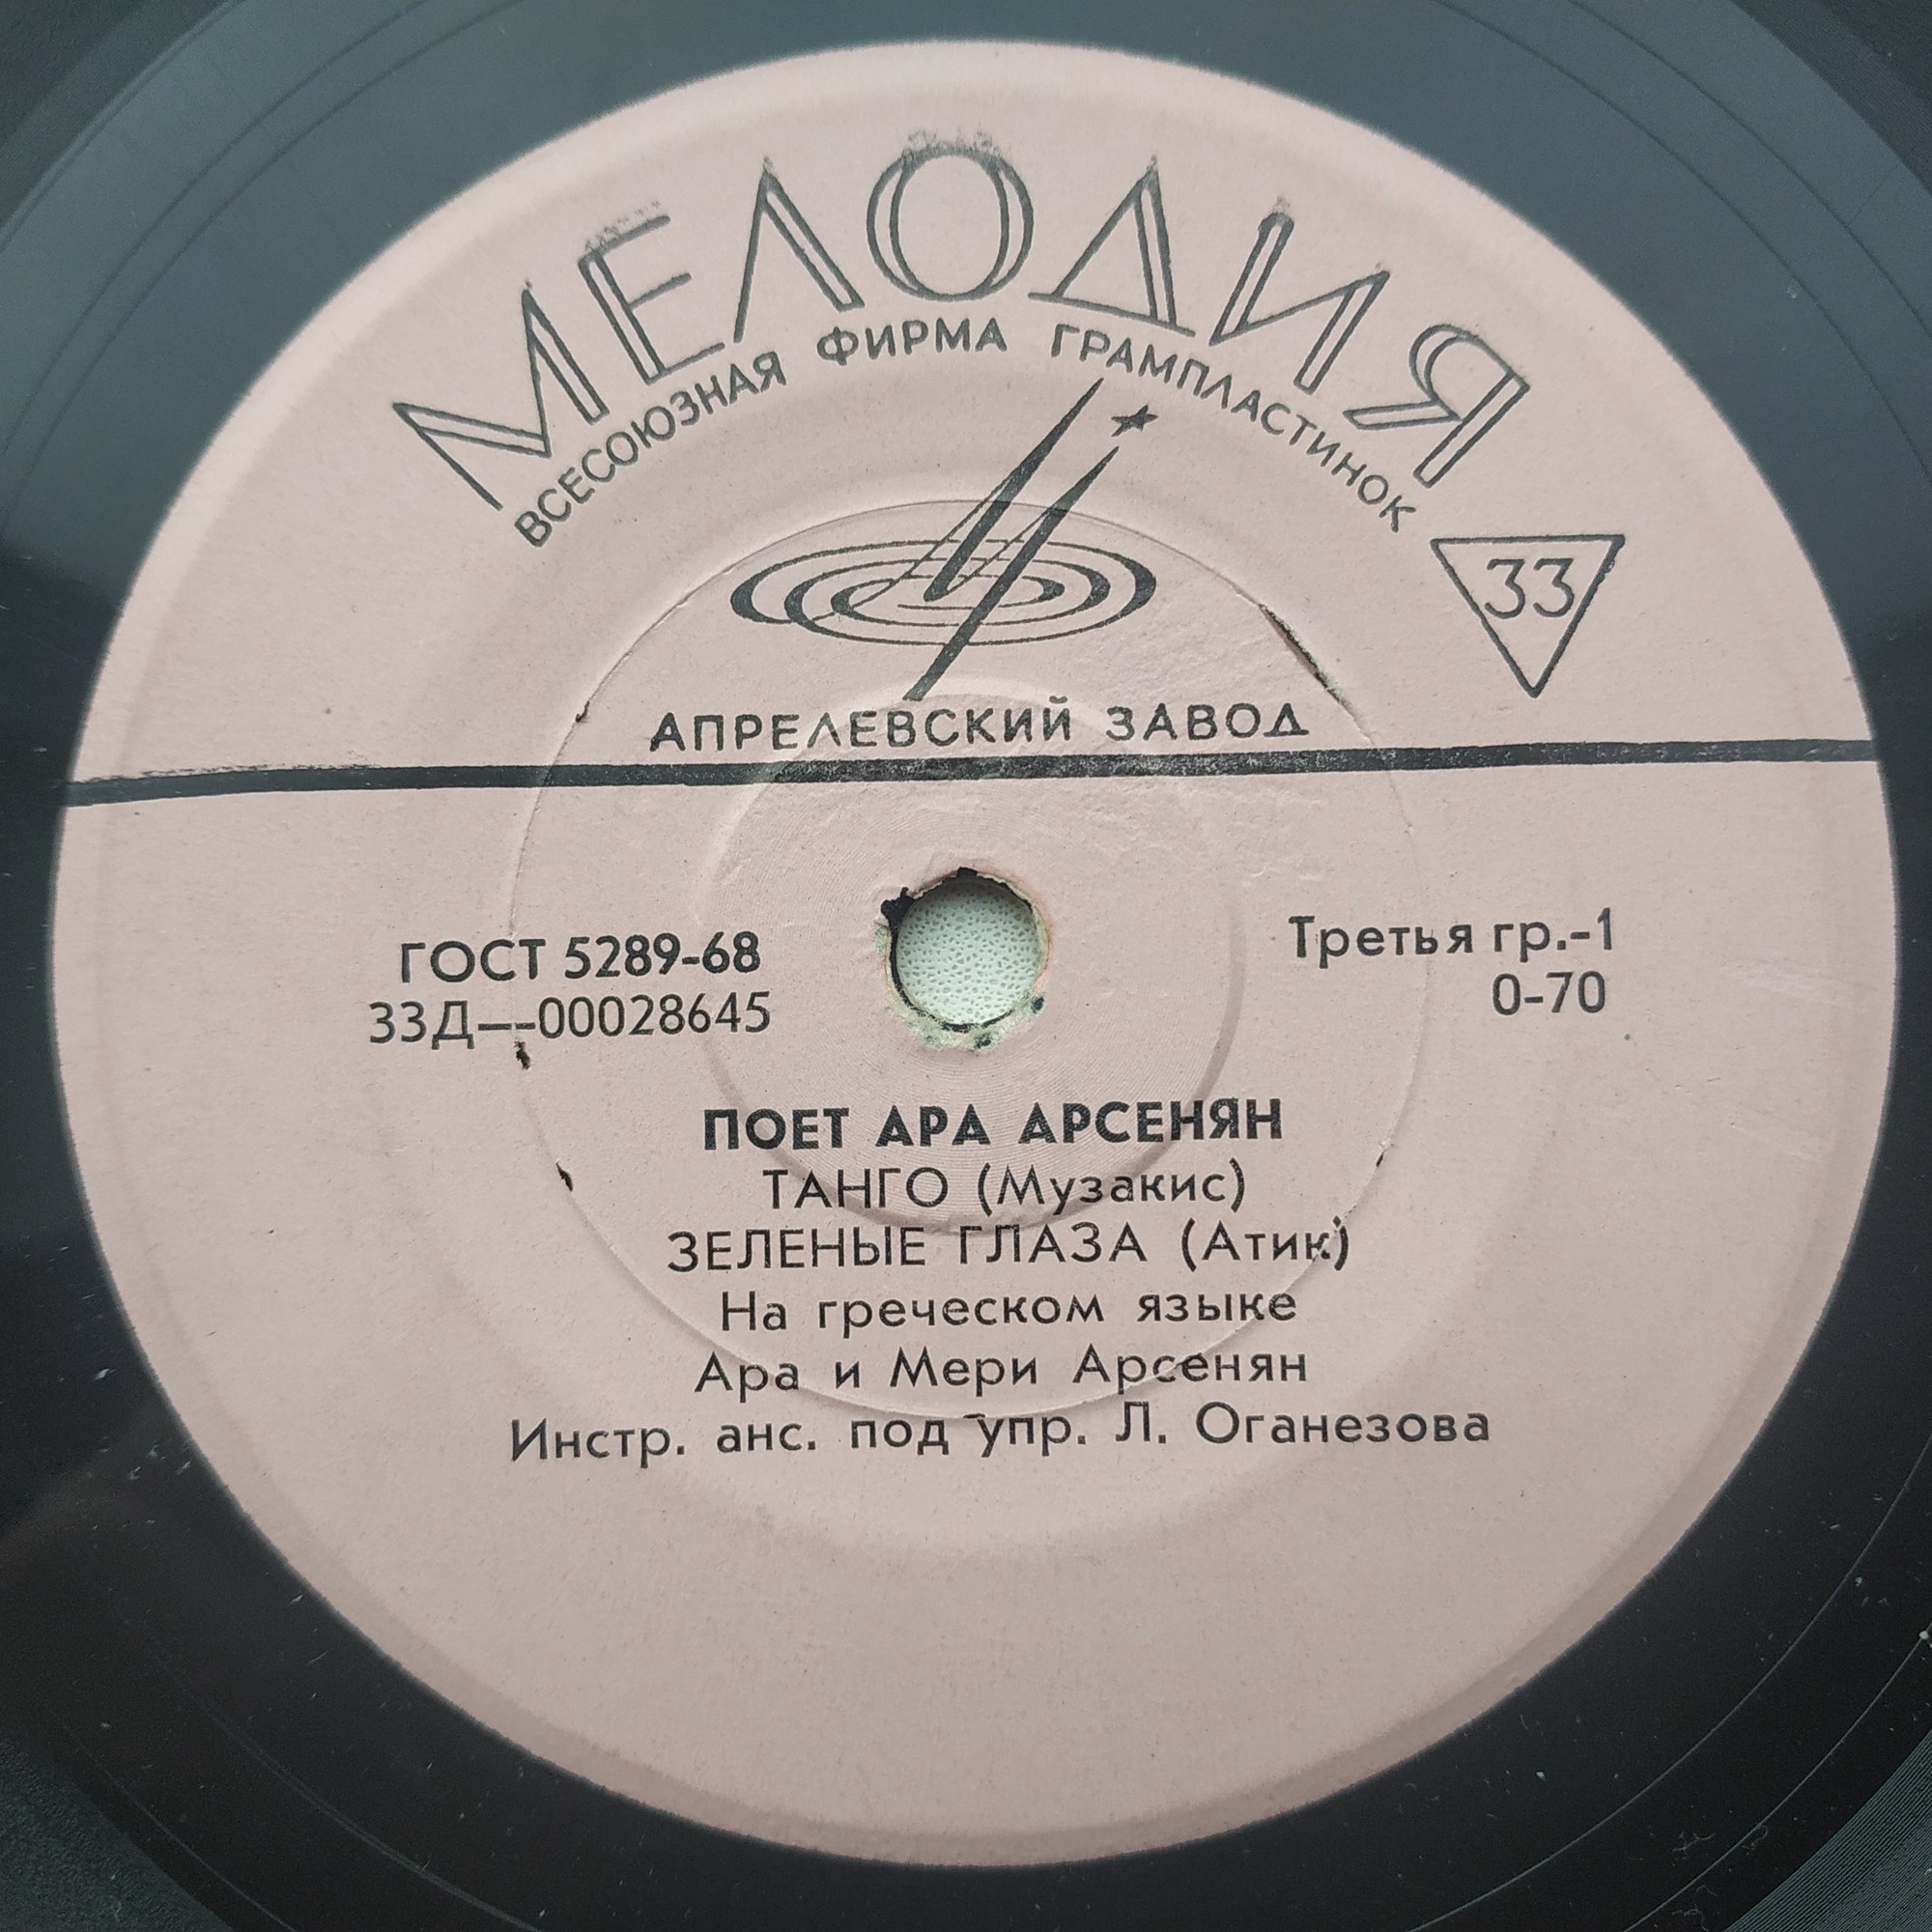 МЕЛОДИЯ
ВСЕСОЮЗНАЯ ФИРМА ГРАМПЛАСТИНОК
33
АПРЕЛЕВСКИЙ ЗАВОД
ГОСТ 5289-68
33Д—-00028645
Третья гр.-1
0-70
ПОЕТ АРА АРСЕНЯН
ТАНГО (Музакис)
ЗЕЛЕНЫЕ ГЛАЗА (Атик)
На греческом языке
Ара и Мери Арсенян
Инстр. анс. под упр. Л. Оганезова